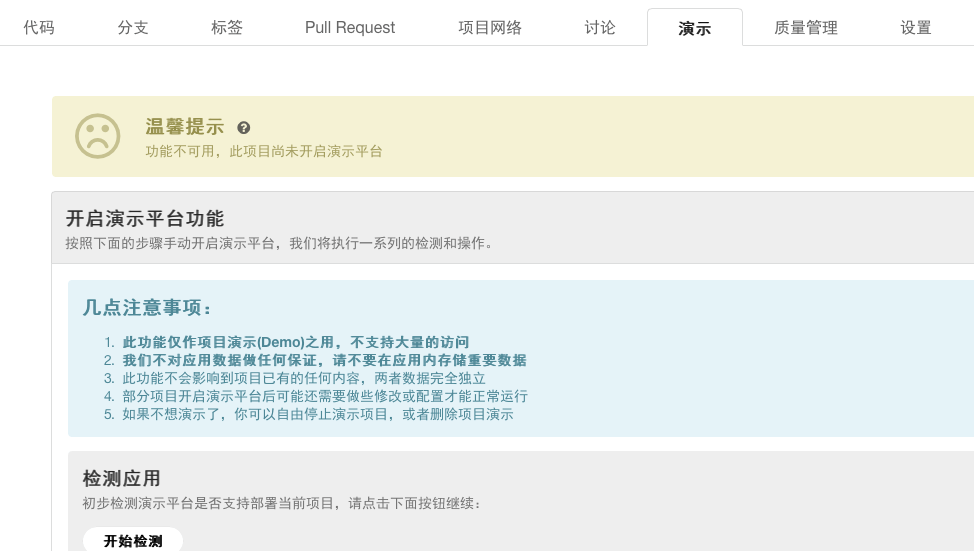 代码 分支 标签 Pull Request 项目网络 讨论 演示 质量管理 设置
温馨提示 ?
功能不可用，此项目尚未开启演示平台
开启演示平台功能
按照下面的步骤手动开启演示平台，我们将执行一系列的检测和操作。
几点注意事项：
1. 此功能仅作项目演示(Demo)之用，不支持大量的访问
2. 我们不对应用数据做任何保证，请不要在应用内存储重要数据
3. 此功能不会影响到项目已有的任何内容，两者数据完全独立
4. 部分项目开启演示平台后可能还需要做些修改或配置才能正常运行
5. 如果不想演示了，你可以自由停止演示项目，或者删除项目演示
检测应用
初步检测演示平台是否支持部署当前项目，请点击下面按钮继续：
开始检测